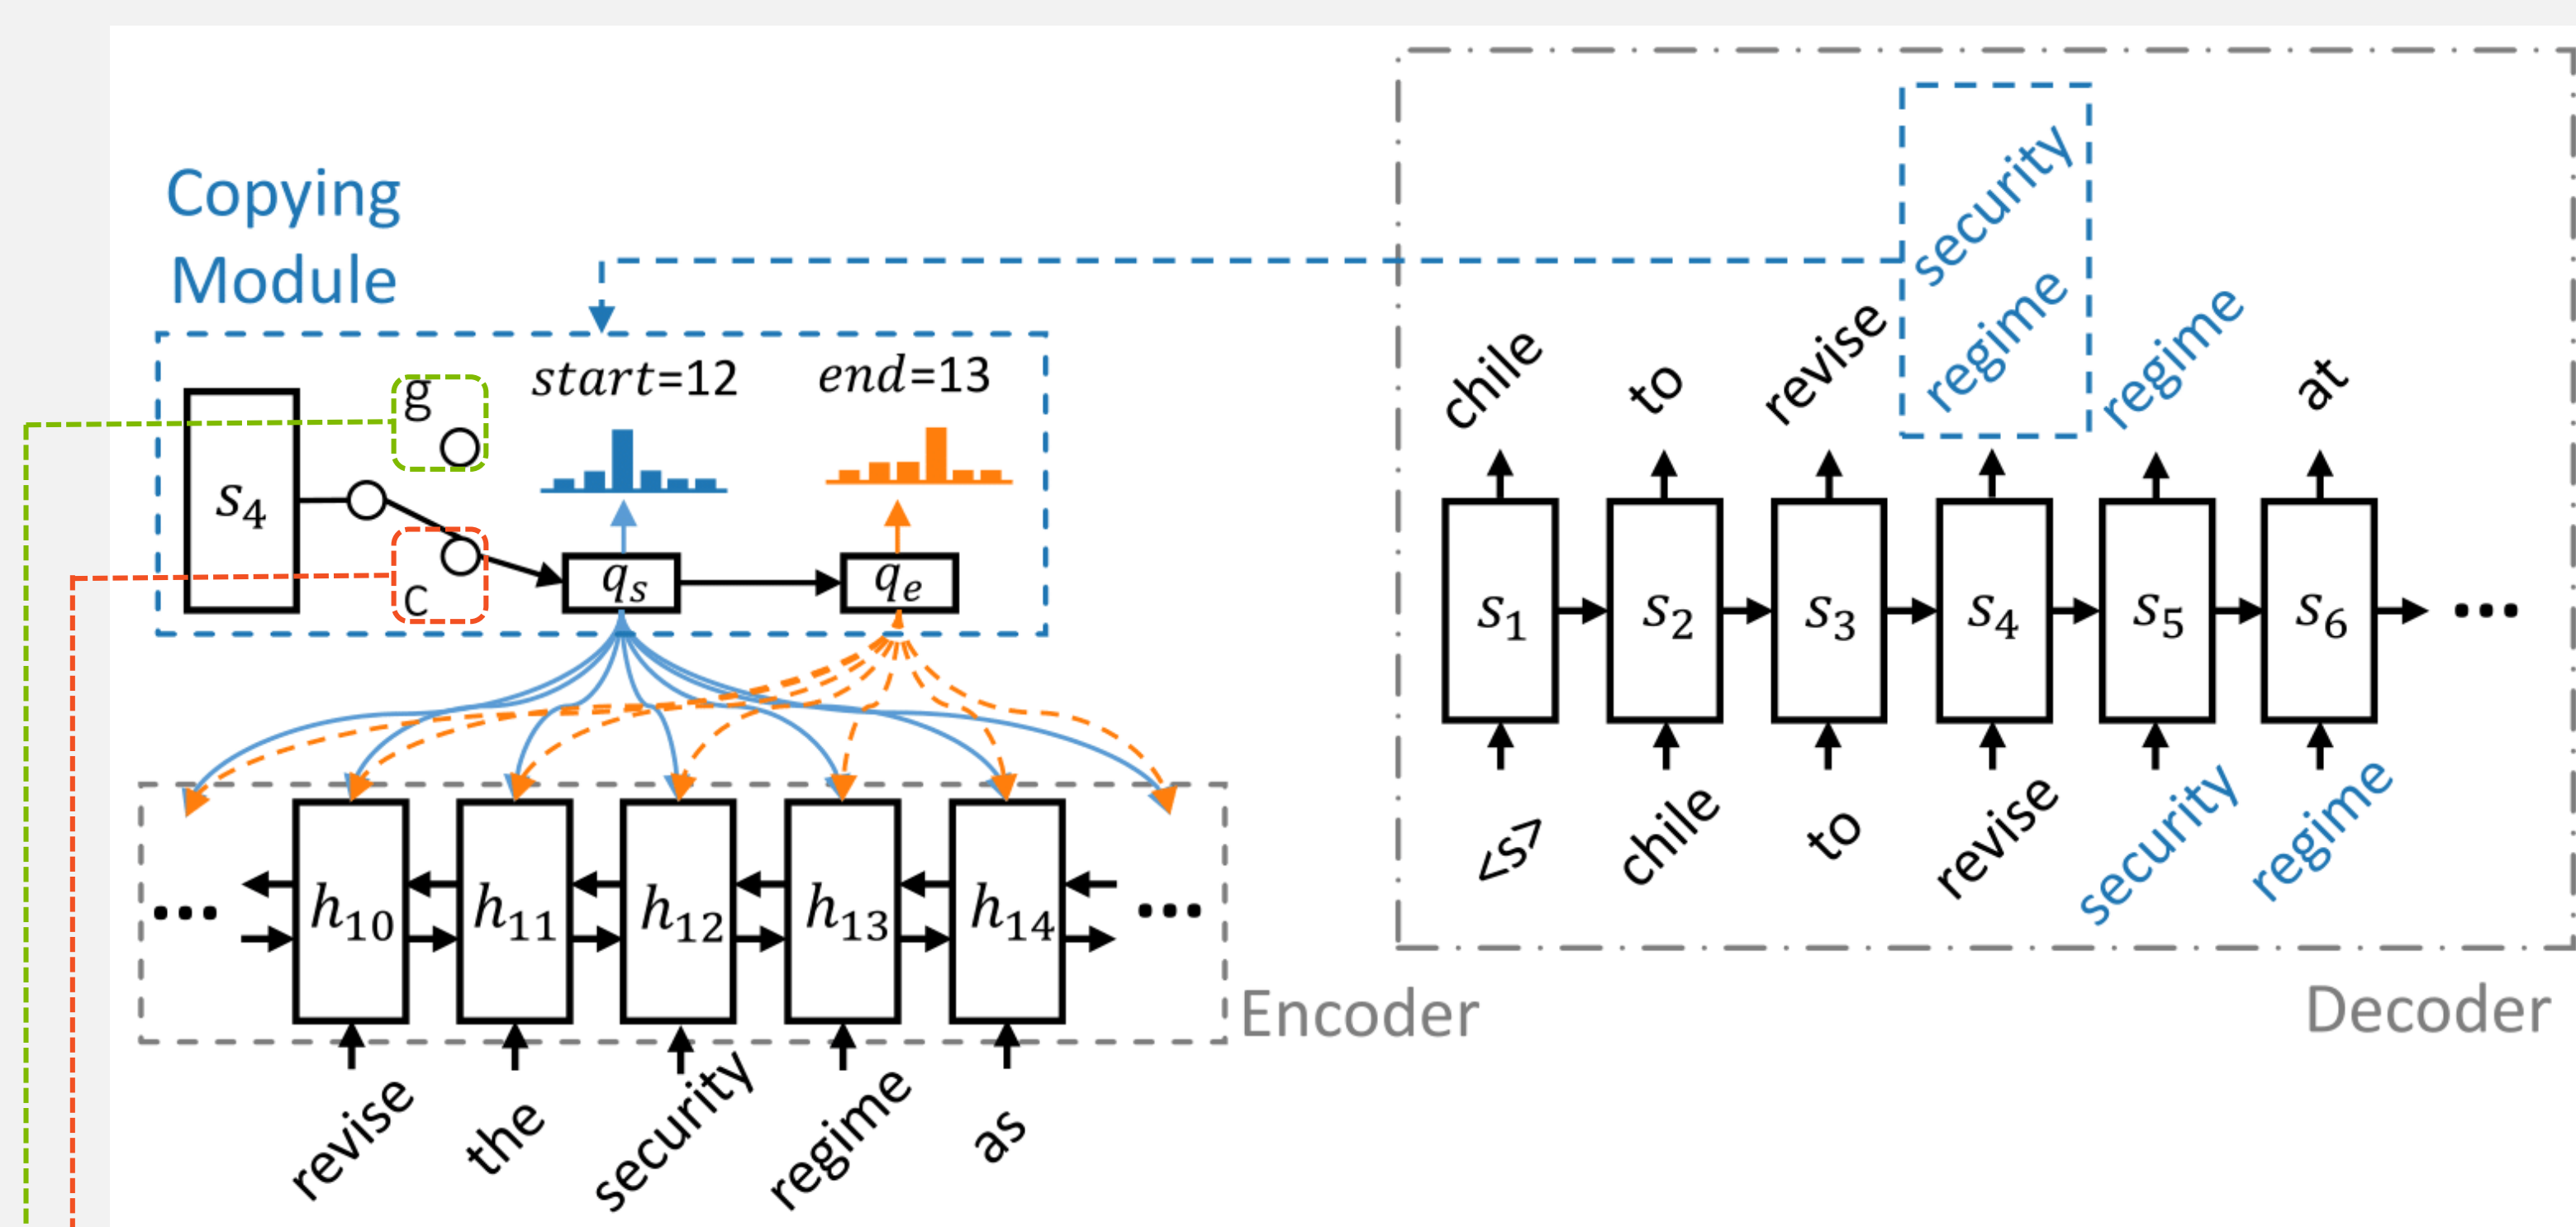 Copying
Module
start=12
end=13
g
c
s4
qs
qe
... h10 h11 h12 h13 h14 ...
revise the security regime as
Encoder
chile to revise security regime regime at
s1 s2 s3 s4 s5 s6 ...
<s> chile to revise security regime
Decoder